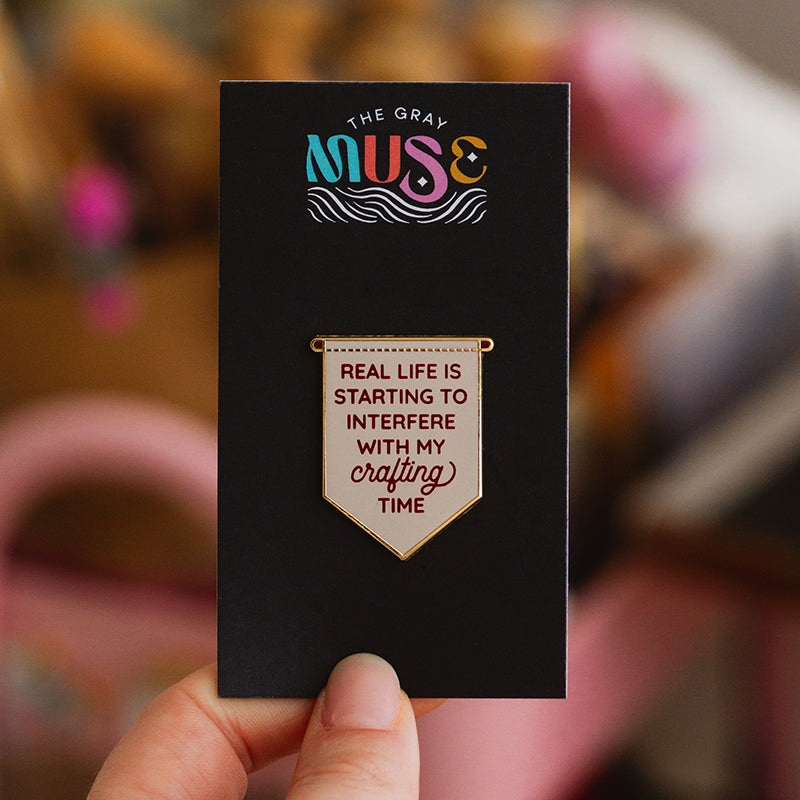 THE GRAY
MUSE
REAL LIFE IS
STARTING TO
INTERFERE
WITH MY
crafting
TIME